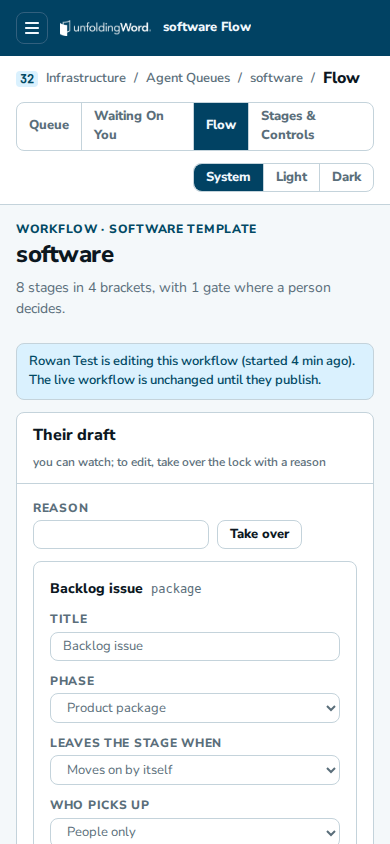 unfoldingWord. software Flow
32 Infrastructure / Agent Queues / software / Flow
Queue
Waiting On
You
Flow
Stages &
Controls
System Light Dark
WORKFLOW · SOFTWARE TEMPLATE
software
8 stages in 4 brackets, with 1 gate where a person
decides.
Rowan Test is editing this workflow (started 4 min ago).
The live workflow is unchanged until they publish.
Their draft
you can watch; to edit, take over the lock with a reason
REASON
Take over
Backlog issue package
TITLE
Backlog issue
PHASE
Product package
LEAVES THE STAGE WHEN
Moves on by itself
WHO PICKS UP
People only